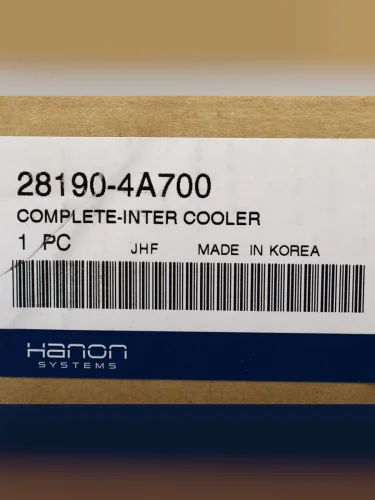 28190-4A700
COMPLETE-INTER COOLER
1 PC JHF MADE IN KOREA
Hanon
SYSTEMS